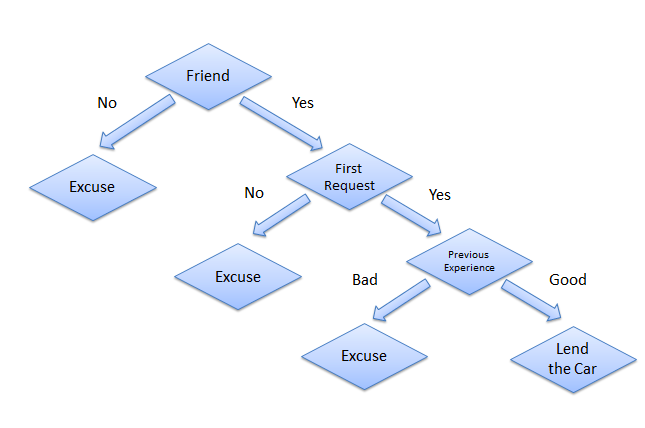 Friend
No
Yes
Excuse
First
Request
No
Yes
Excuse
Previous
Experience
Bad
Good
Excuse
Lend
the Car